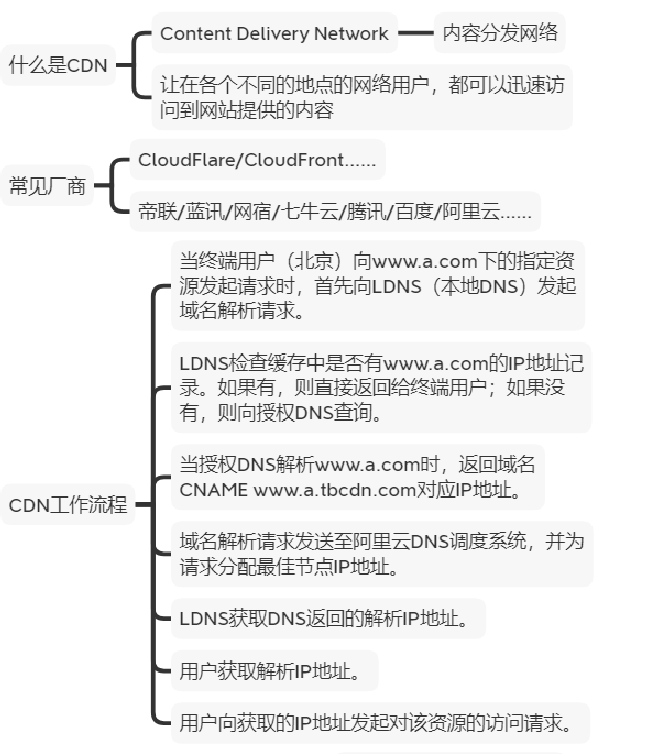 什么是CDN
Content Delivery Network
内容分发网络
让在各个不同的地点的网络用户，都可以迅速访
问到网站提供的内容
常见厂商
CloudFlare/CloudFront......
帝联/蓝讯/网宿/七牛云/腾讯/百度/阿里云......
CDN工作流程
当终端用户（北京）向www.a.com下的指定资
源发起请求时，首先向LDNS（本地DNS）发起
域名解析请求。
LDNS检查缓存中是否有www.a.com的IP地址记
录。如果有，则直接返回给终端用户；如果没
有，则向授权DNS查询。
当授权DNS解析www.a.com时，返回域名
CNAME www.a.tbcdn.com对应IP地址。
域名解析请求发送至阿里云DNS调度系统，并为
请求分配最佳节点IP地址。
LDNS获取DNS返回的解析IP地址。
用户获取解析IP地址。
用户向获取的IP地址发起对该资源的访问请求。